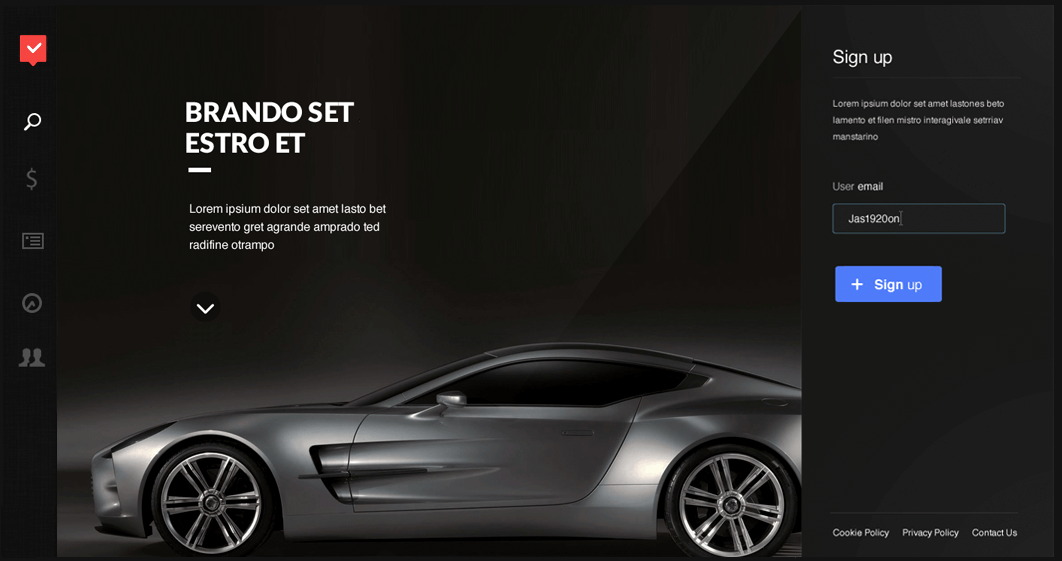 BRANDO SET
ESTRO ET
Lorem ipsum dolor set amet lasto bet
serevento gret agrande amprado ted
radifine otrampo
Sign up
Lorem ipsum dolor set amet lastones beto
lamento et filen mistro interagivale setrriav
manstarino
User email
Jas1920on
Sign up
Cookie Policy Privacy Policy Contact Us